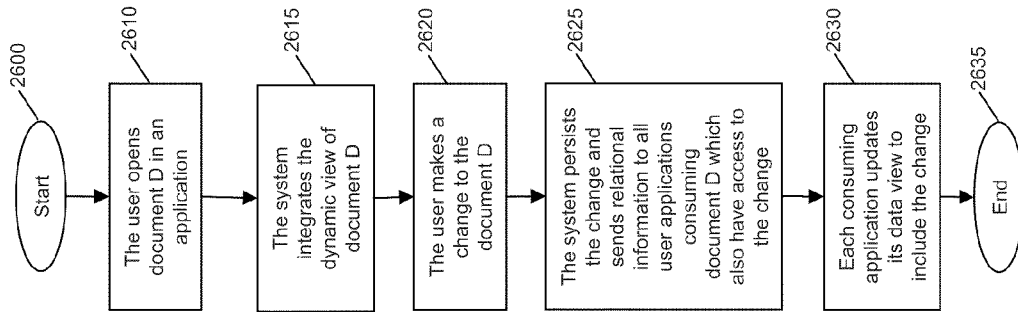 2600
Start
2610
The user opens
document D in an
application
2615
The system
integrates the
dynamic view of
document D
2620
The user makes a
change to the
document D
2625
The system persists
the change and
sends relational
information to all
user applications
consuming
document D which
also have access to
the change
2630
Each consuming
application updates
its data view to
include the change
2635
End